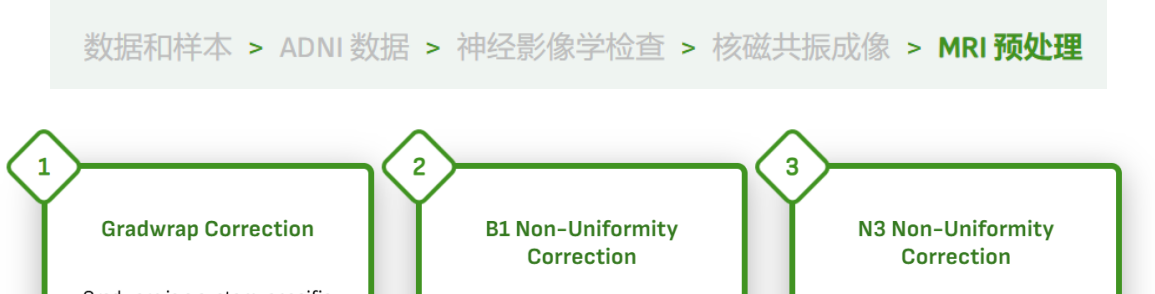 数据和样本 > ADNI 数据 > 神经影像学检查 > 核磁共振成像 > MRI 预处理
1
Gradwrap Correction
2
B1 Non-Uniformity
Correction
3
N3 Non-Uniformity
Correction